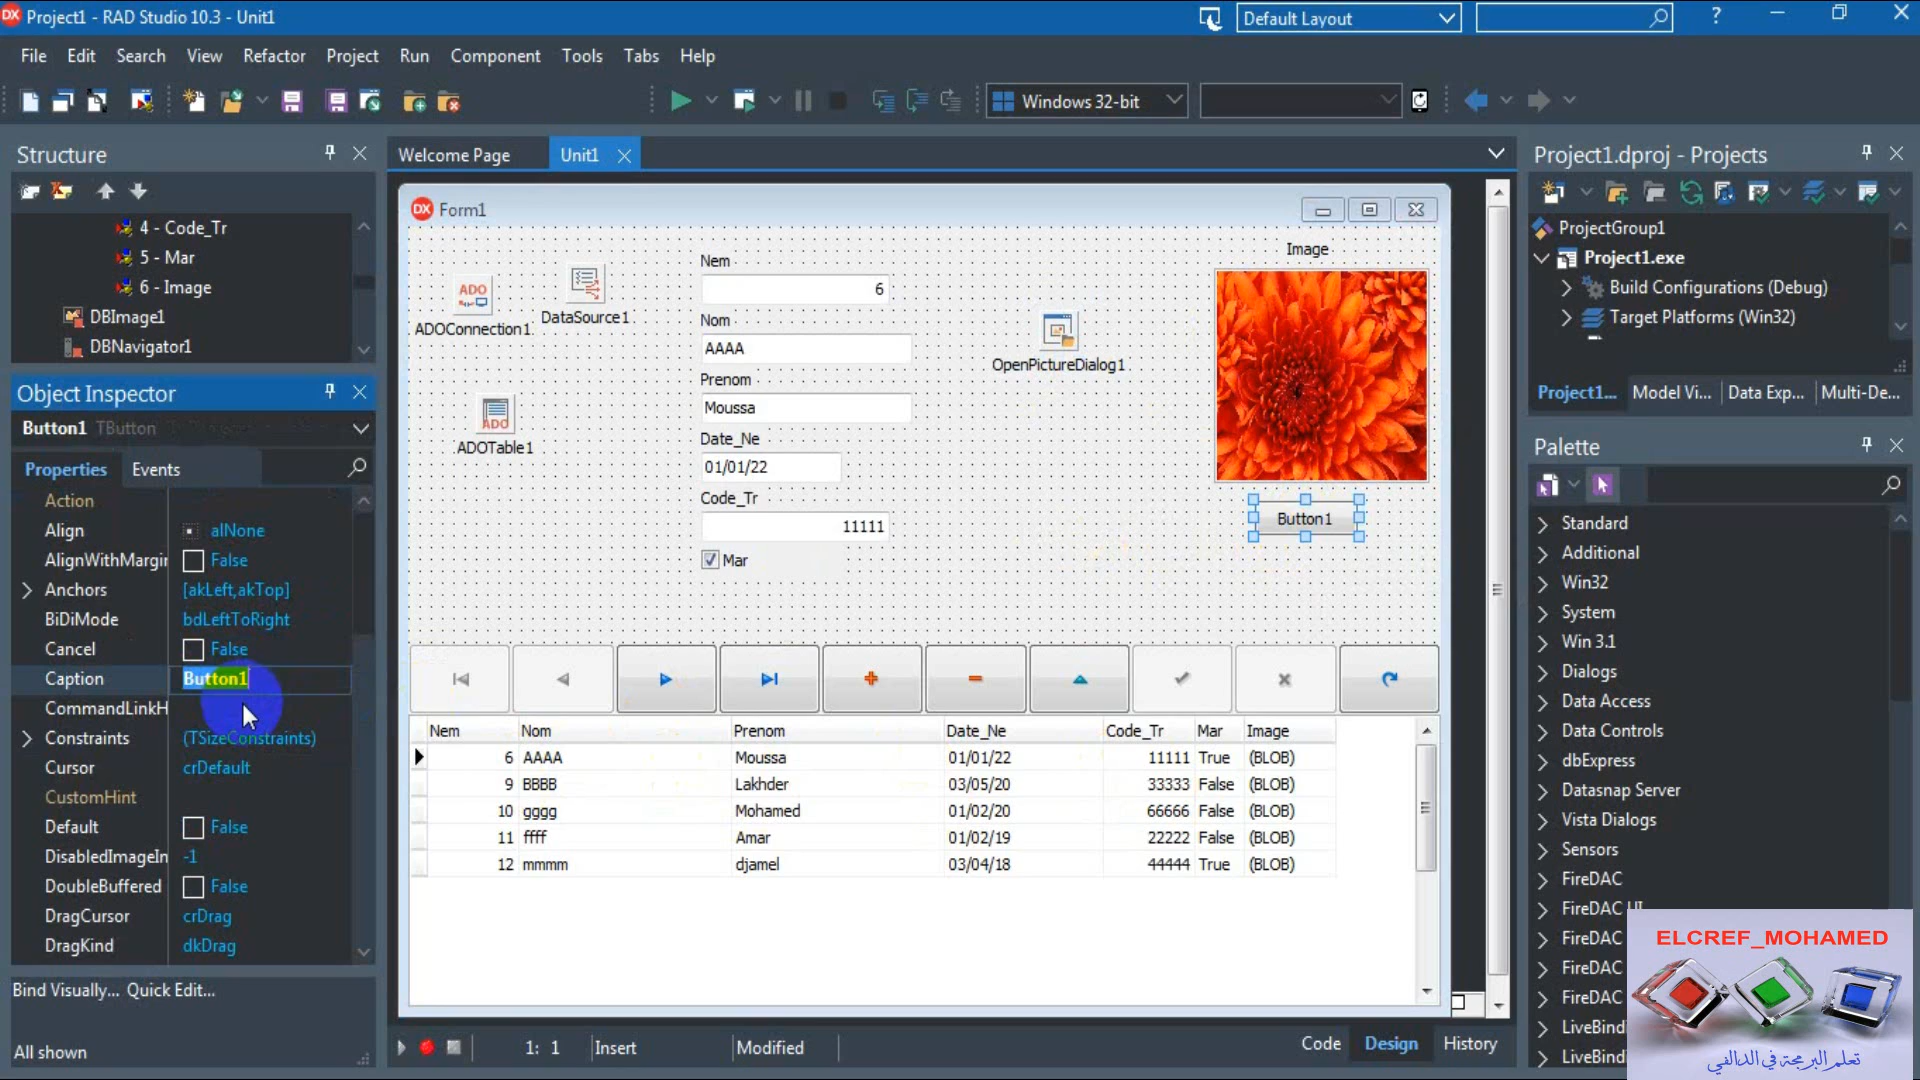 Project1 - RAD Studio 10.3 - Unit1
Default Layout
?
File Edit Search View Refactor Project Run Component Tools Tabs Help
Windows 32-bit
Structure
4 - Code_Tr
5 - Mar
6 - Image
DBImage1
DBNavigator1
Object Inspector
Button1 TButton
Properties Events
Action
Align alNone
AlignWithMargin False
Anchors [akLeft,akTop]
BiDiMode bdLeftToRight
Cancel False
Caption Button1
CommandLinkH
Constraints (TSizeConstraints)
Cursor crDefault
CustomHint
Default False
DisabledImageIn -1
DoubleBuffered False
DragCursor crDrag
DragKind dkDrag
Bind Visually... Quick Edit...
All shown
Welcome Page Unit1
DX Form1
ADO
ADOConnection1
DataSource1
ADO
ADOTable1
Nem
6
Nom
AAAA
Prenom
Moussa
Date_Ne
01/01/22
Code_Tr
11111
Mar
OpenPictureDialog1
Image
Button1
Nem Nom Prenom Date_Ne Code_Tr Mar Image
6 AAAA Moussa 01/01/22 11111 True (BLOB)
9 BBBB Lakhder 03/05/20 33333 False (BLOB)
10 gggg Mohamed 01/02/20 66666 False (BLOB)
11 ffff Amar 01/02/19 22222 False (BLOB)
12 mmmm djamel 03/04/18 44444 True (BLOB)
1: 1 Insert Modified
Code Design History
Project1.dproj - Projects
ProjectGroup1
Project1.exe
Build Configurations (Debug)
Target Platforms (Win32)
Project1... Model Vi... Data Exp... Multi-De...
Palette
Standard
Additional
Win32
System
Win 3.1
Dialogs
Data Access
Data Controls
dbExpress
Datasnap Server
Vista Dialogs
Sensors
FireDAC
FireDAC UI
FireDAC
FireDAC
FireDAC
LiveBindi
LiveBindi
ELCREF_MOHAMED
تعلم البرمجة في الدالفي